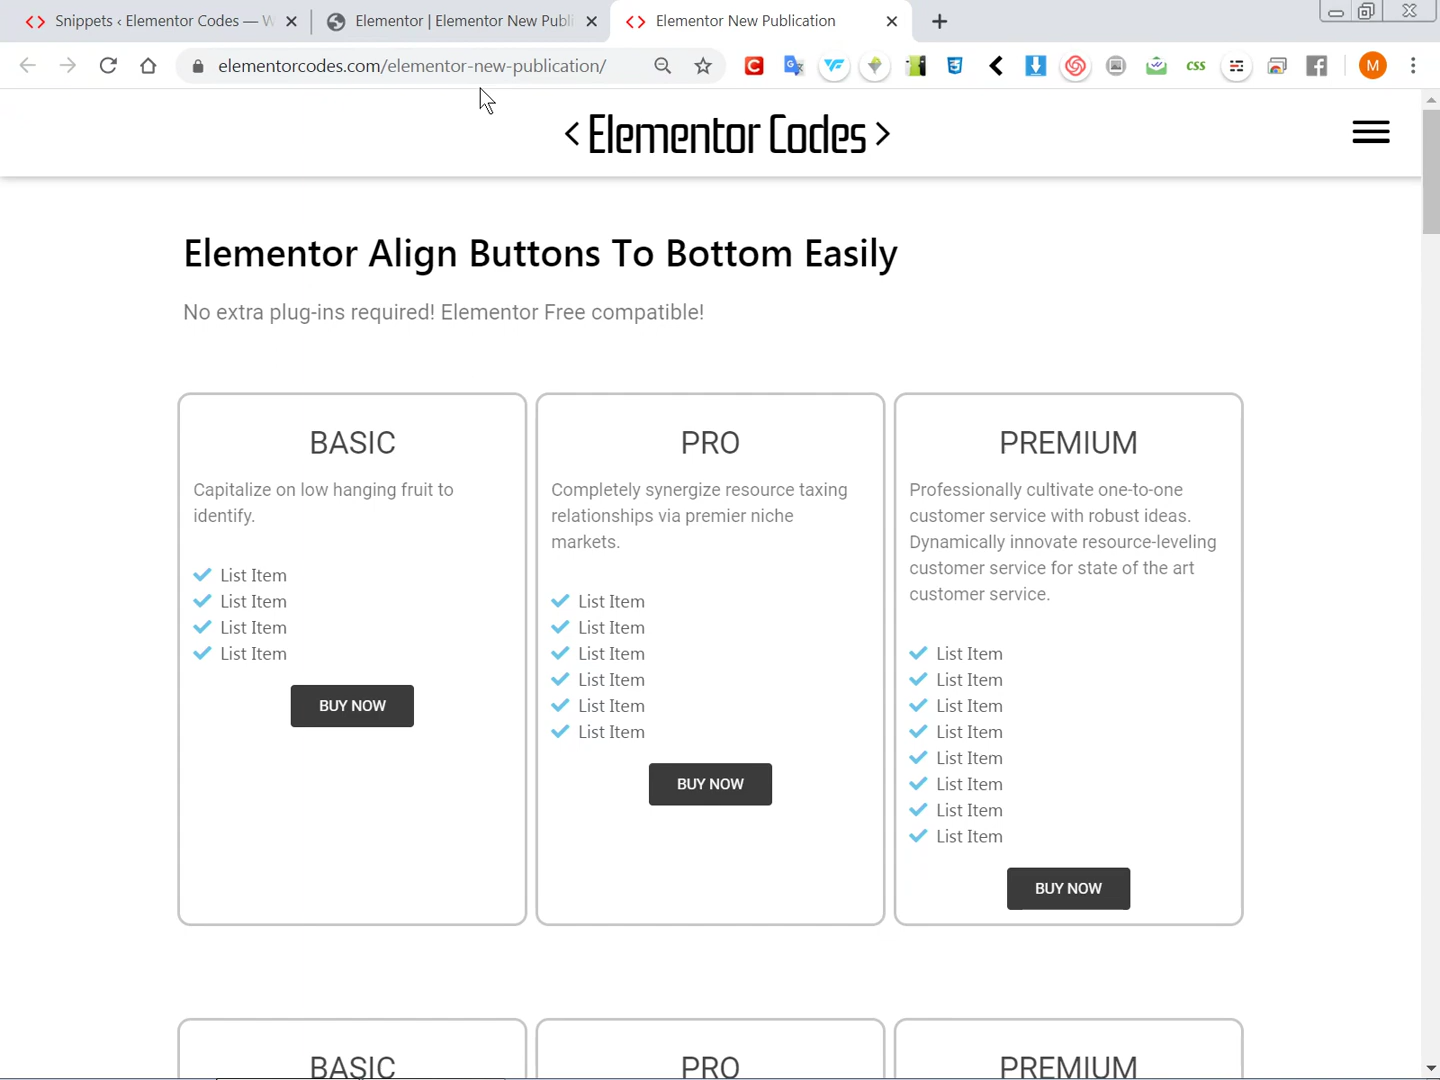 Snippets ‹ Elementor Codes — W
Elementor | Elementor New Publi
Elementor New Publication
elementorcodes.com/elementor-new-publication/
css
M
< Elementor Codes >
Elementor Align Buttons To Bottom Easily
No extra plug-ins required! Elementor Free compatible!
BASIC
Capitalize on low hanging fruit to
identify.
List Item
List Item
List Item
List Item
BUY NOW
PRO
Completely synergize resource taxing
relationships via premier niche
markets.
List Item
List Item
List Item
List Item
List Item
List Item
BUY NOW
PREMIUM
Professionally cultivate one-to-one
customer service with robust ideas.
Dynamically innovate resource-leveling
customer service for state of the art
customer service.
List Item
List Item
List Item
List Item
List Item
List Item
List Item
List Item
BUY NOW
BASIC
PRO
PREMIUM